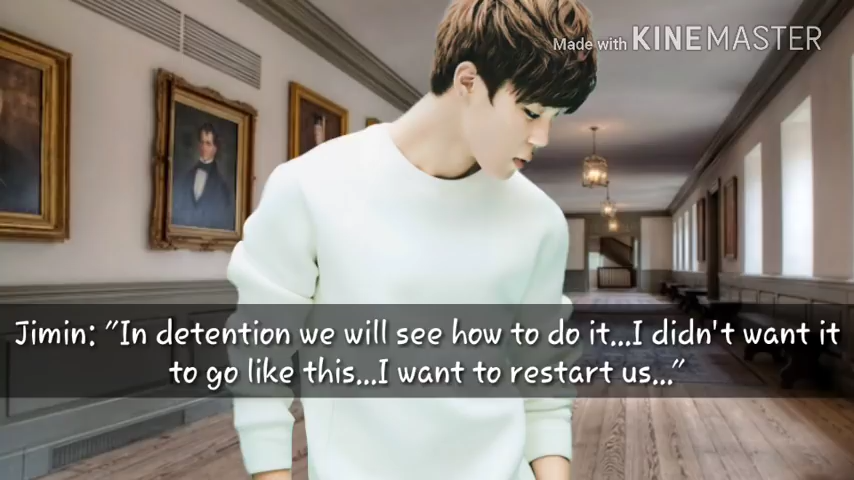 Made with KINEMASTER
Jimin: "In detention we will see how to do it...I didn't want it
to go like this...I want to restart us..."